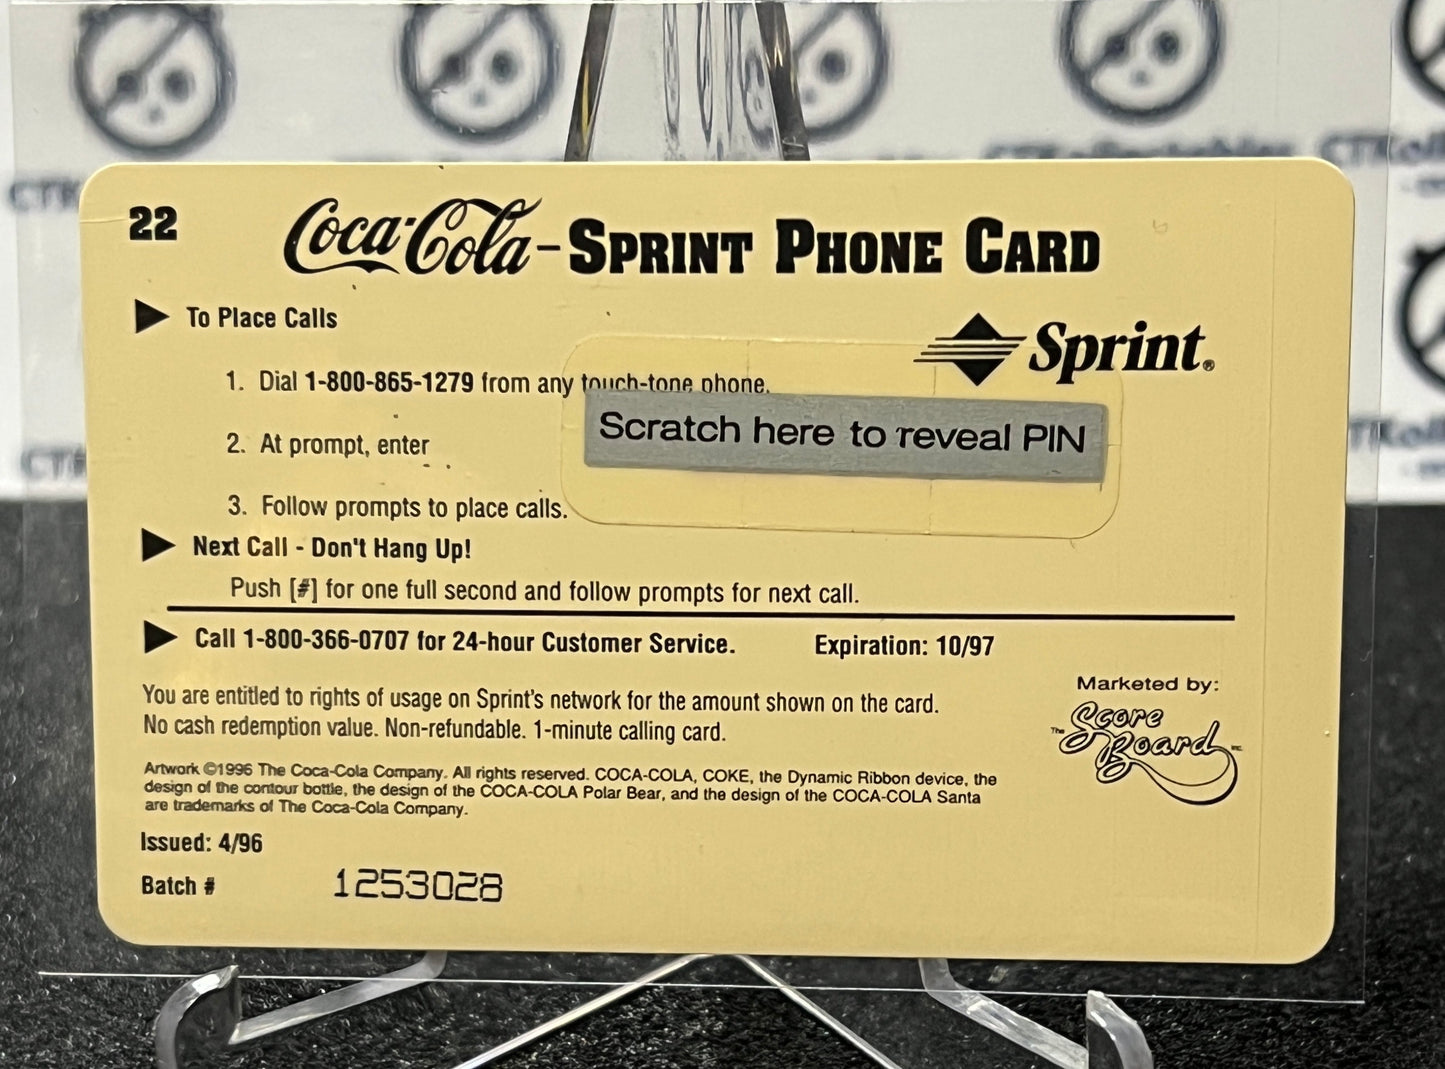 22
Coca-Cola - SPRINT PHONE CARD
To Place Calls
Sprint®
1. Dial 1-800-865-1279 from any touch-tone phone.
Scratch here to reveal PIN
2. At prompt, enter
3. Follow prompts to place calls.
Next Call - Don't Hang Up!
Push [#] for one full second and follow prompts for next call.
Call 1-800-366-0707 for 24-hour Customer Service. Expiration: 10/97
You are entitled to rights of usage on Sprint's network for the amount shown on the card.
No cash redemption value. Non-refundable. 1-minute calling card.
Marketed by:
The Score Board Inc.
Artwork ©1996 The Coca-Cola Company. All rights reserved. COCA-COLA, COKE, the Dynamic Ribbon device, the
design of the contour bottle, the design of the COCA-COLA Polar Bear, and the design of the COCA-COLA Santa
are trademarks of The Coca-Cola Company.
Issued: 4/96
Batch # 1253028